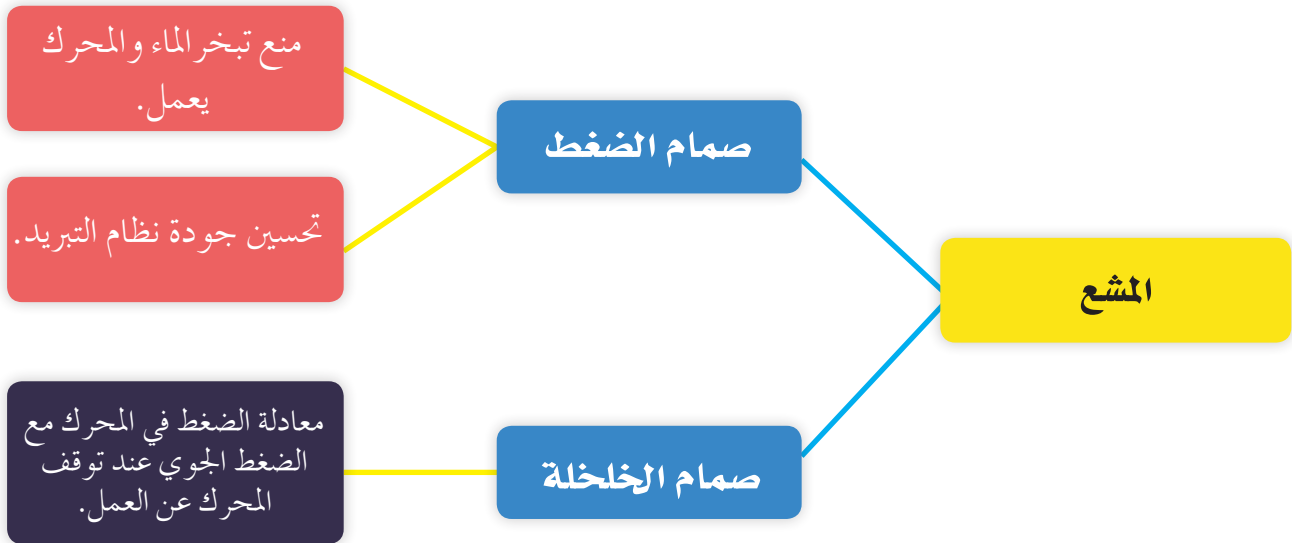 المشع
صمام الضغط
منع تبخر الماء والمحرك
يعمل.
تحسين جودة نظام التبريد.
صمام الخلخلة
معادلة الضغط في المحرك مع
الضغط الجوي عند توقف
المحرك عن العمل.